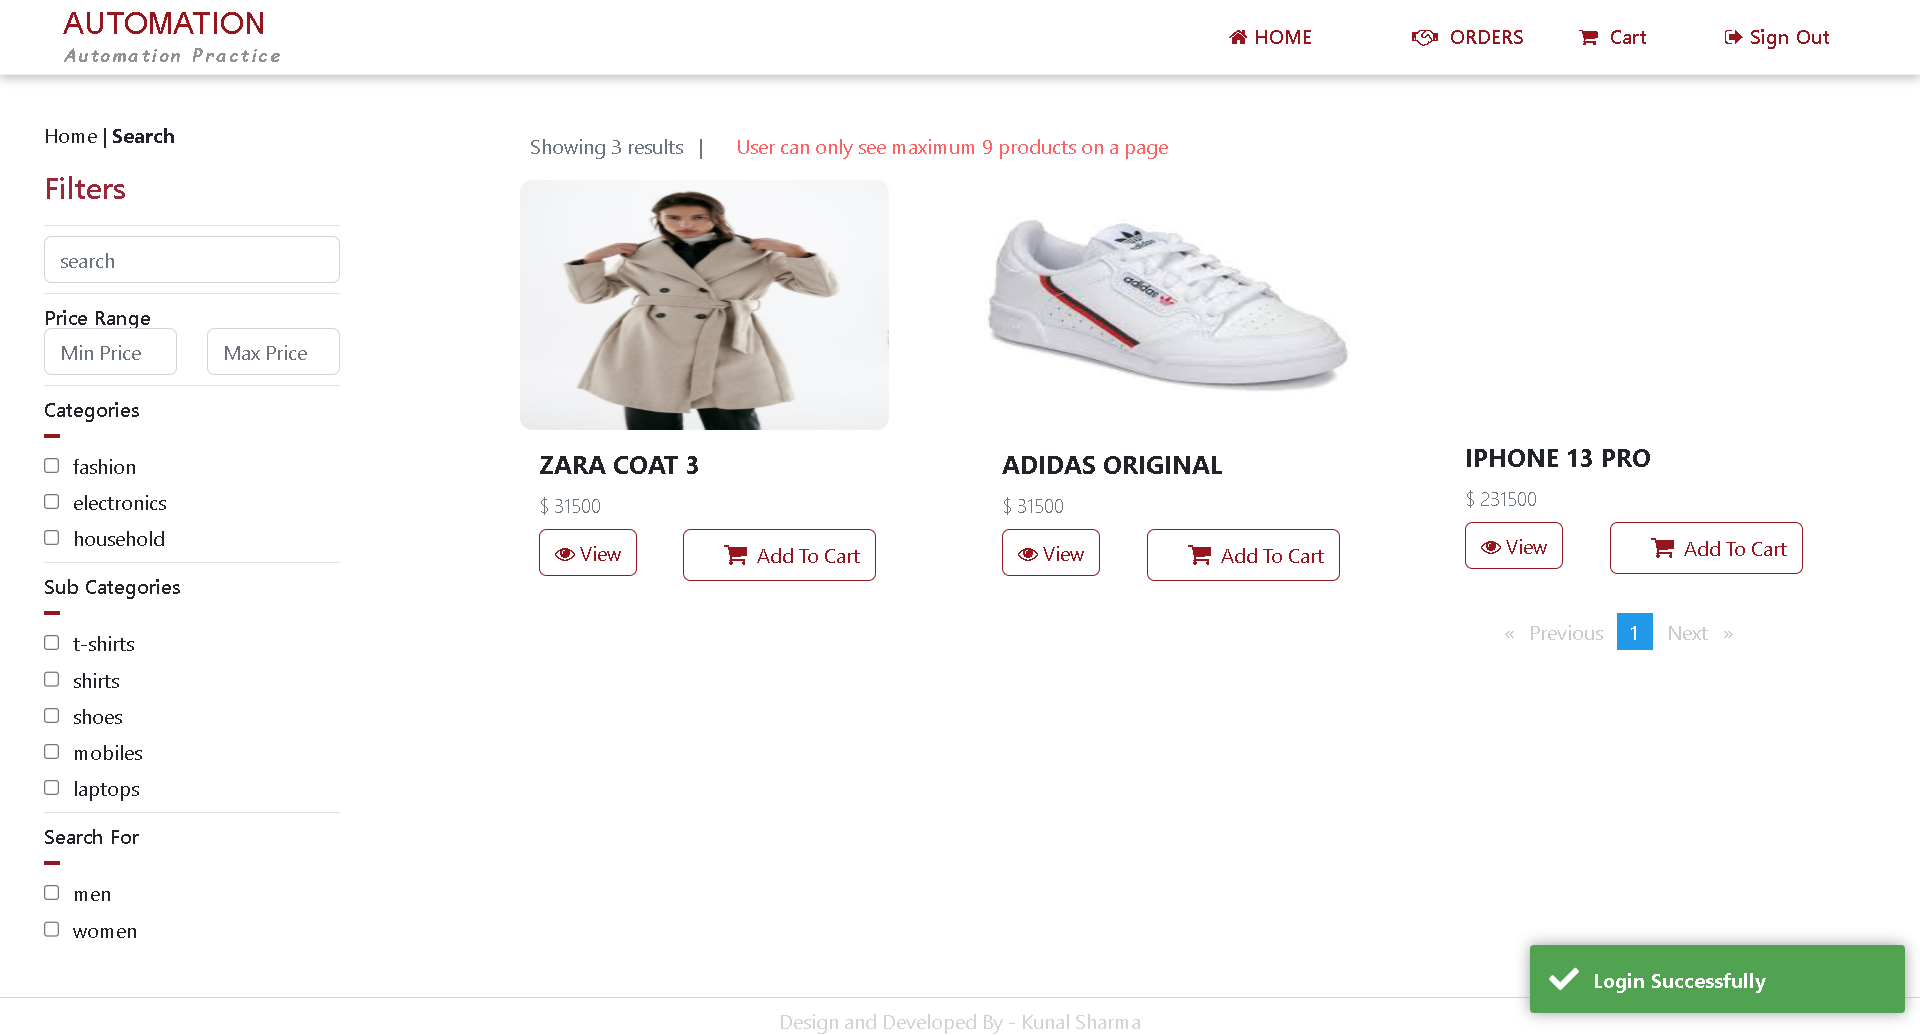 AUTOMATION
Automation Practice
HOME
ORDERS
Cart
Sign Out
Home | Search
Filters
search
Price Range
Min Price
Max Price
Categories
fashion
electronics
household
Sub Categories
t-shirts
shirts
shoes
mobiles
laptops
Search For
men
women
Showing 3 results |
User can only see maximum 9 products on a page
adidas
adidas
ZARA COAT 3
$ 31500
View
Add To Cart
ADIDAS ORIGINAL
$ 31500
View
Add To Cart
IPHONE 13 PRO
$ 231500
View
Add To Cart
« Previous 1 Next »
Login Successfully
Design and Developed By - Kunal Sharma